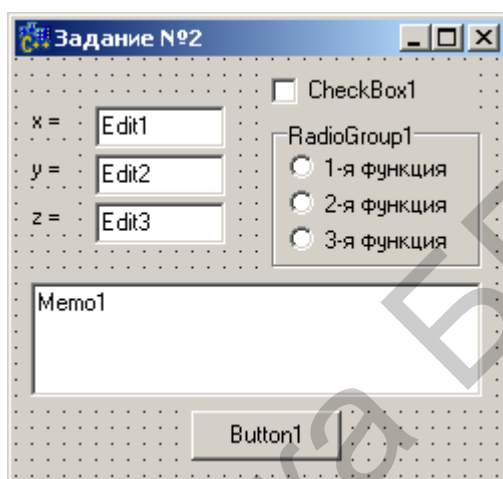 Задание №2
CheckBox1
x =
Edit1
RadioGroup1
1-я функция
y =
Edit2
2-я функция
z =
Edit3
3-я функция
Memo1
Button1